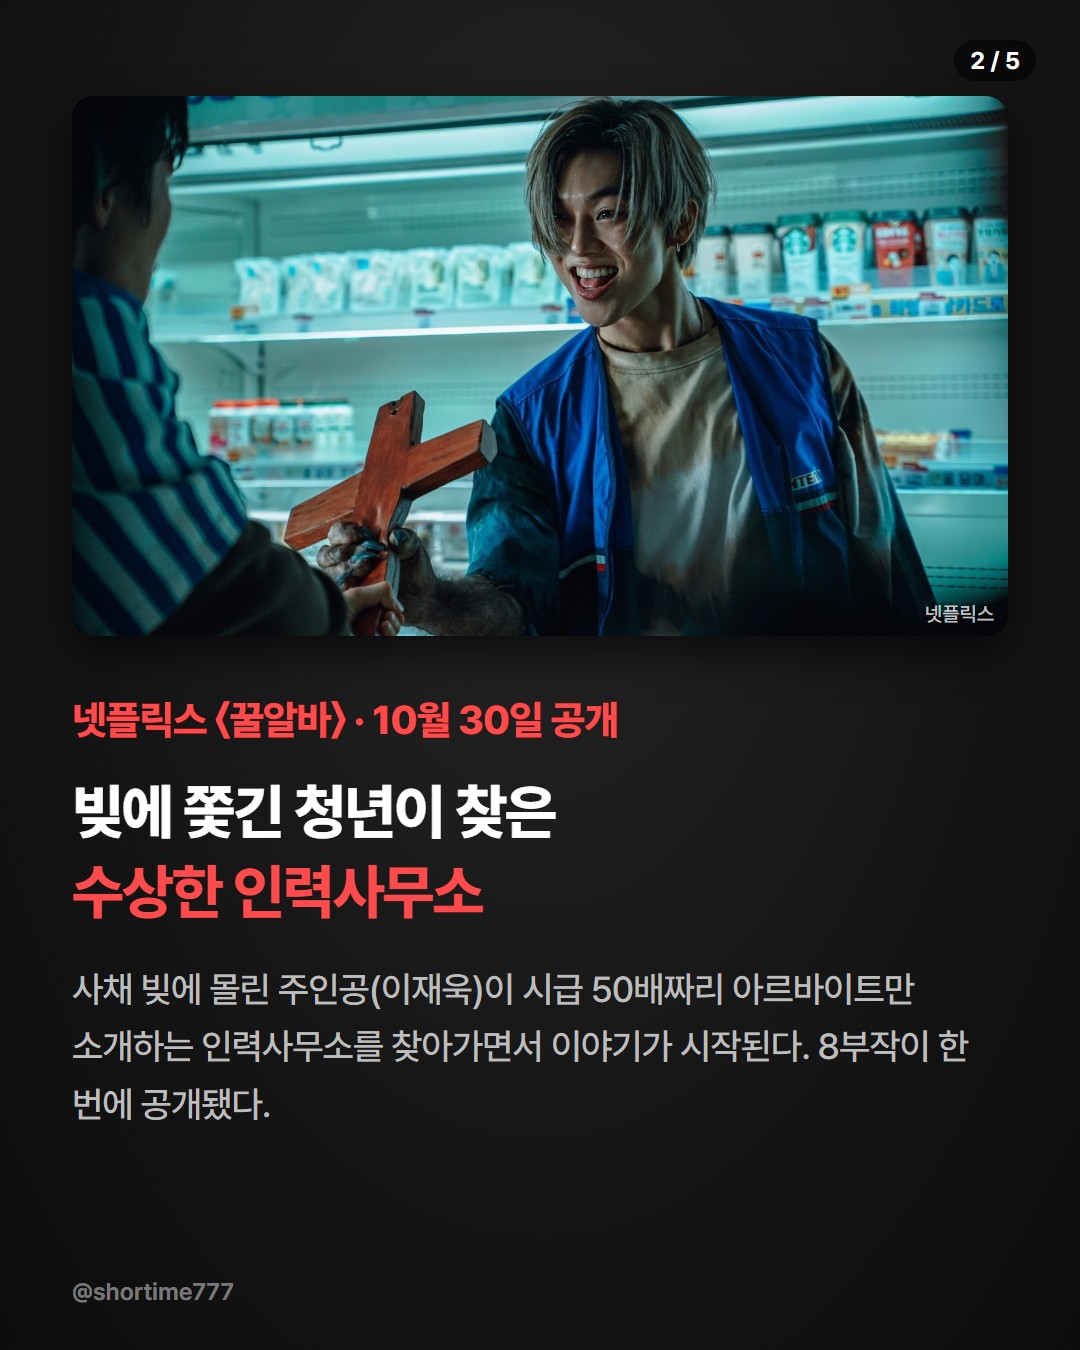 2 / 5
넷플릭스
넷플릭스 〈꿀알바〉 · 10월 30일 공개
빚에 쫓긴 청년이 찾은
수상한 인력사무소
사채 빚에 몰린 주인공(이재욱)이 시급 50배짜리 아르바이트만
소개하는 인력사무소를 찾아가면서 이야기가 시작된다. 8부작이 한
번에 공개됐다.
@shortime777